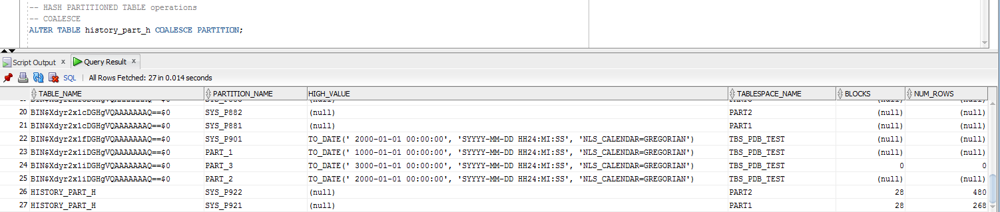 -- HASH PARTITIONED TABLE operations
-- COALESCE
ALTER TABLE history_part_h COALESCE PARTITION;
Script Output x Query Result x
SQL | All Rows Fetched: 27 in 0.014 seconds
TABLE_NAME PARTITION_NAME HIGH_VALUE TABLESPACE_NAME BLOCKS NUM_ROWS
20 BIN$Xdyr2x1cDGHgVQAAAAAAAQ==$0 SYS_P882 (null) PART2 (null) (null)
21 BIN$Xdyr2x1cDGHgVQAAAAAAAQ==$0 SYS_P881 (null) PART1 (null) (null)
22 BIN$Xdyr2x1fDGHgVQAAAAAAAQ==$0 SYS_P901 TO_DATE(' 2000-01-01 00:00:00', 'SYYYY-MM-DD HH24:MI:SS', 'NLS_CALENDAR=GREGORIAN') TBS_PDB_TEST (null) (null)
23 BIN$Xdyr2x1iDGHgVQAAAAAAAQ==$0 PART_1 TO_DATE(' 1000-01-01 00:00:00', 'SYYYY-MM-DD HH24:MI:SS', 'NLS_CALENDAR=GREGORIAN') TBS_PDB_TEST (null) (null)
24 BIN$Xdyr2x1iDGHgVQAAAAAAAQ==$0 PART_3 TO_DATE(' 3000-01-01 00:00:00', 'SYYYY-MM-DD HH24:MI:SS', 'NLS_CALENDAR=GREGORIAN') TBS_PDB_TEST 0 0
25 BIN$Xdyr2x1iDGHgVQAAAAAAAQ==$0 PART_2 TO_DATE(' 2000-01-01 00:00:00', 'SYYYY-MM-DD HH24:MI:SS', 'NLS_CALENDAR=GREGORIAN') TBS_PDB_TEST (null) (null)
26 HISTORY_PART_H SYS_P922 (null) PART2 28 480
27 HISTORY_PART_H SYS_P921 (null) PART1 28 268